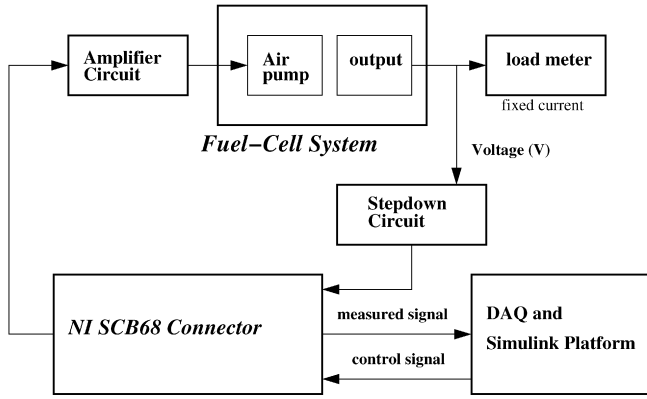 Amplifier
Circuit
Air
pump
output
load meter
fixed current
Fuel–Cell System
Voltage (V)
Stepdown
Circuit
NI SCB68 Connector
measured signal
control signal
DAQ and
Simulink Platform